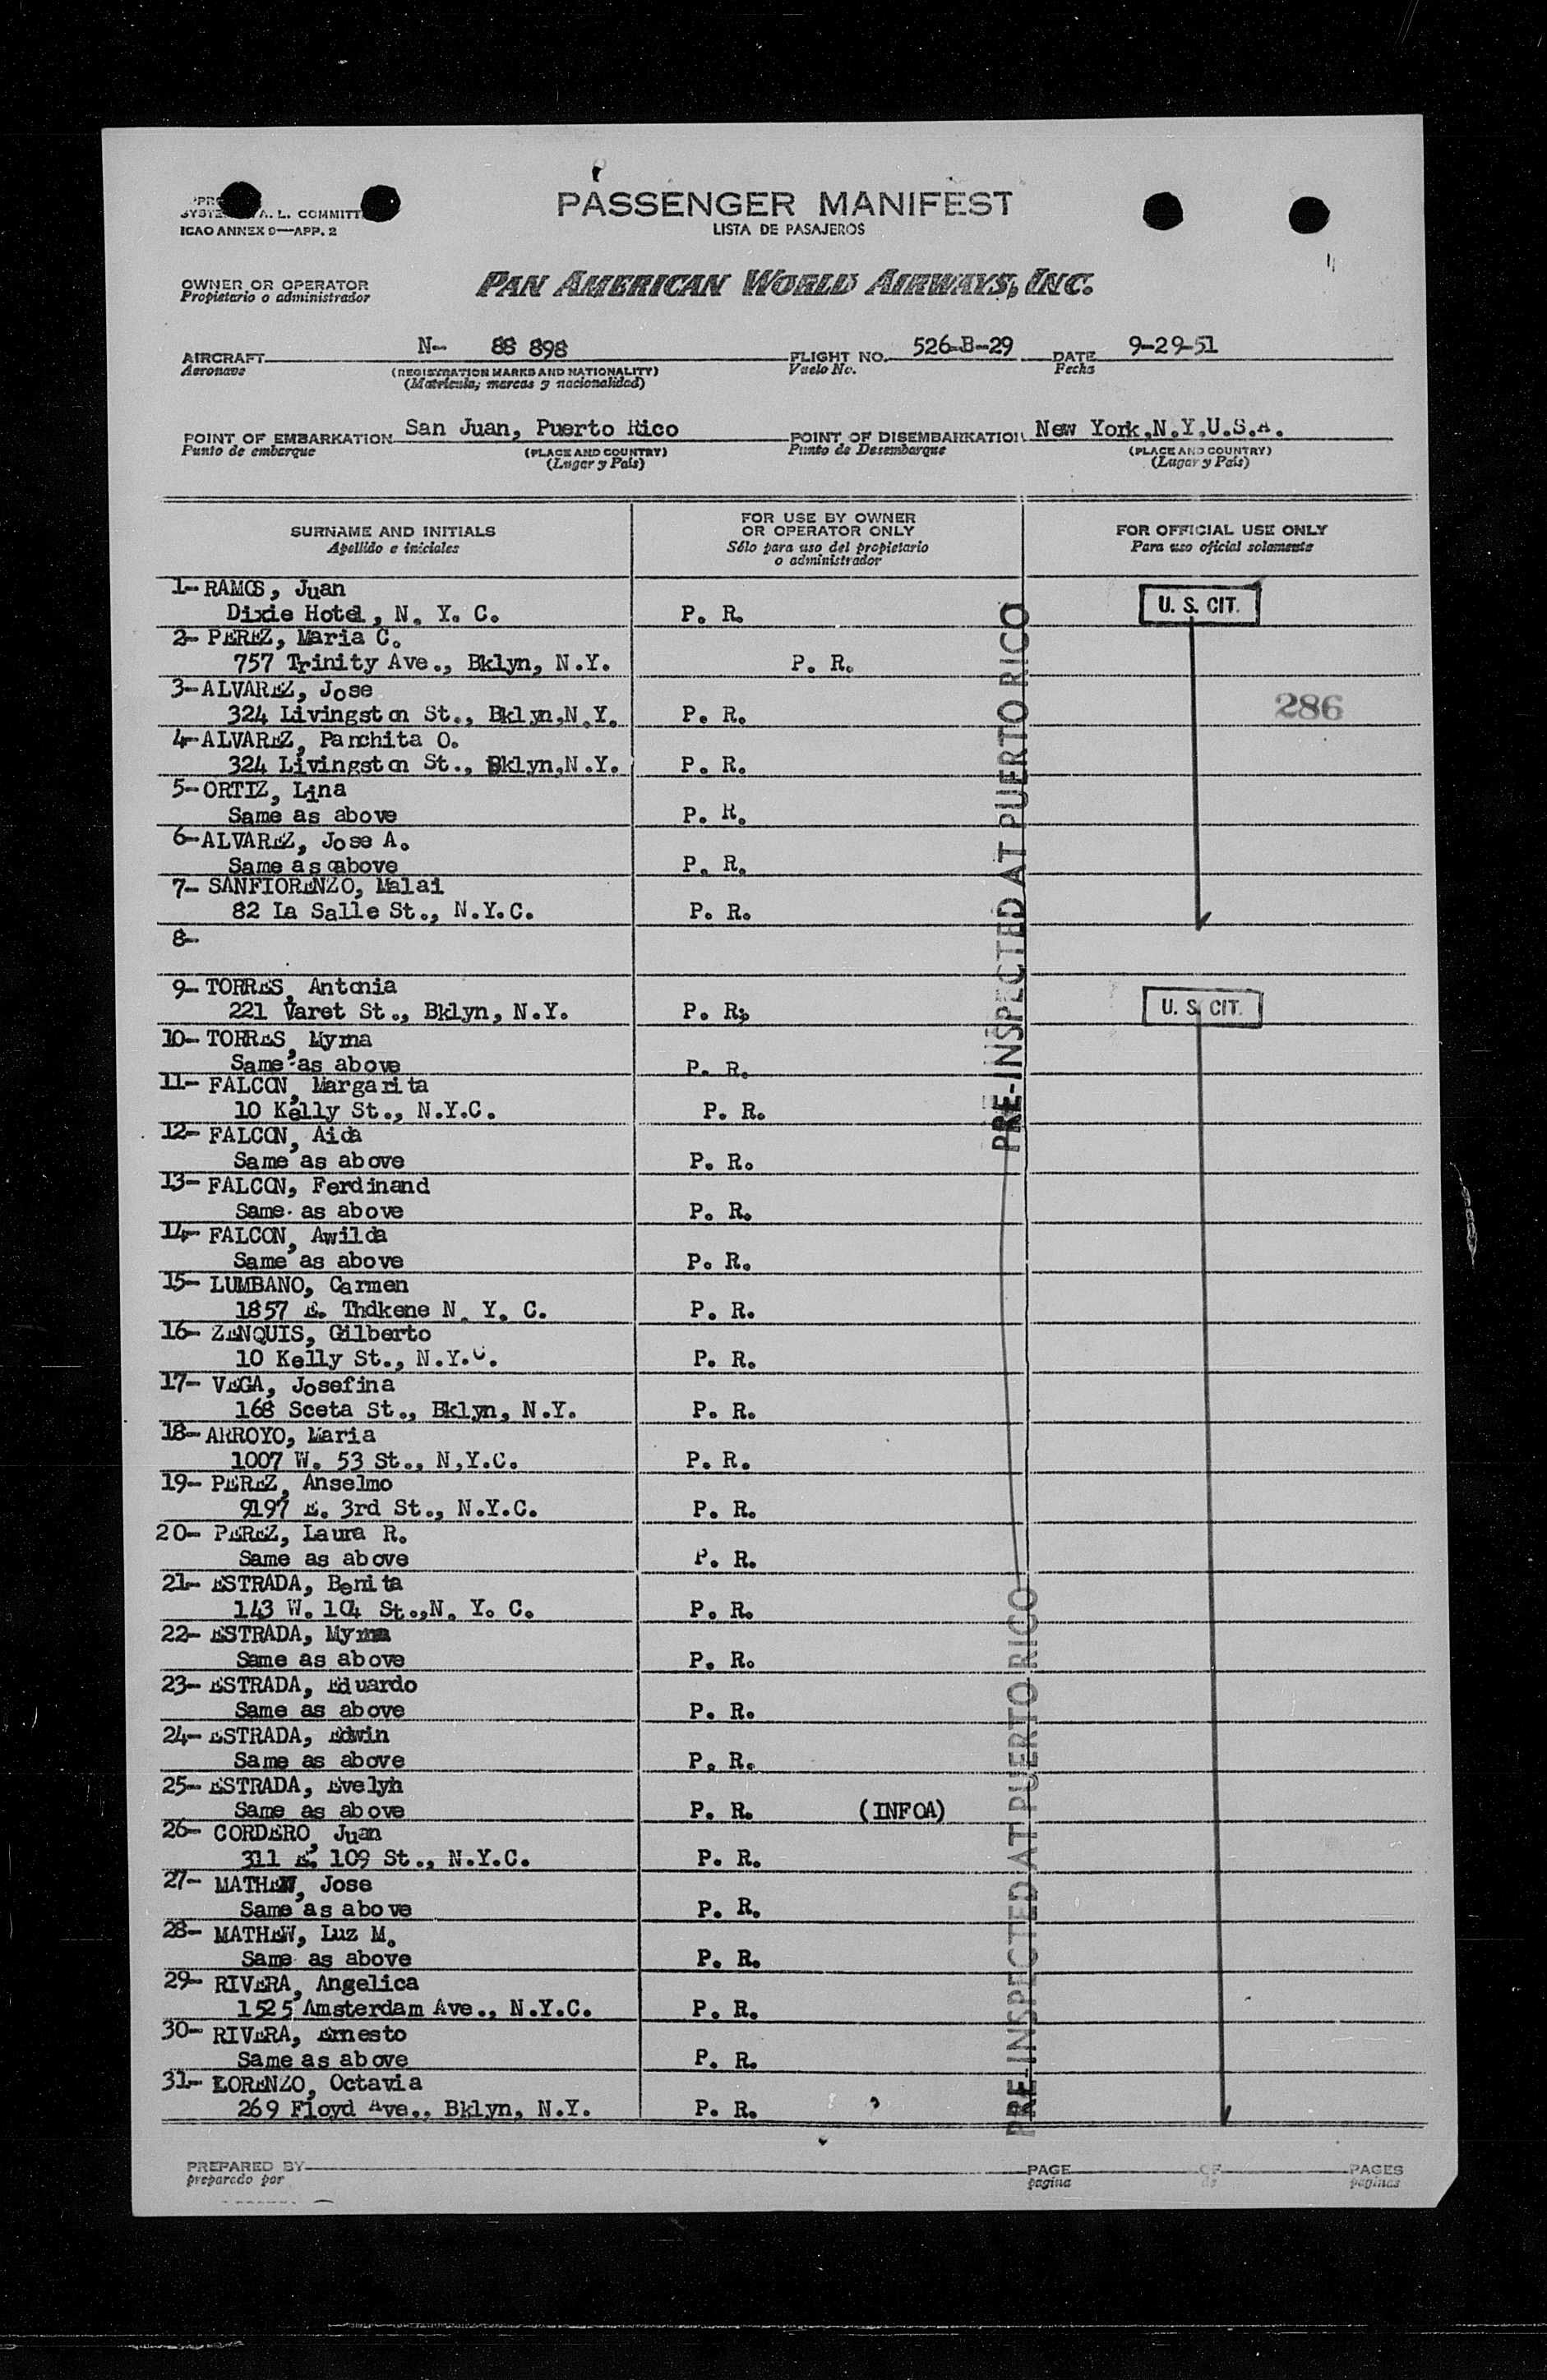 A. L. COMMITT
ICAO ANNEX 9—APP. 2
PASSENGER MANIFEST
LISTA DE PASAJEROS
OWNER OR OPERATOR
Propietario o administrador
PAN AMERICAN WORLD AIRWAYS, INC.
AIRCRAFT N- 88 898 FLIGHT NO. 526-B-29 DATE 9-29-51
Aeronave (REGISTRATION MARKS AND NATIONALITY) Vuelo No. Fecha
(Matrícula, marcas y nacionalidad)
POINT OF EMBARKATION San Juan, Puerto Rico POINT OF DISEMBARKATION New York,N.Y.U.S.A.
Punto de embarque (PLACE AND COUNTRY) Punto de Desembarque (PLACE AND COUNTRY)
(Lugar y País) (Lugar y País)
SURNAME AND INITIALS FOR USE BY OWNER OR OPERATOR ONLY FOR OFFICIAL USE ONLY
Apellido e iniciales Sólo para uso del propietario o administrador Para uso oficial solamente
1- RAMOS, Juan
Dixie Hotel, N. Y. C. P. R. U. S. CIT.
2- PEREZ, Maria C.
757 Trinity Ave., Bklyn, N.Y. P. R.
3- ALVAREZ, Jose
324 Livingston St., Bklyn,N.Y. P. R. 286
4- ALVAREZ, Panchita O.
324 Livingston St., Bklyn,N.Y. P. R.
5- ORTIZ, Lina
Same as above P. R.
6- ALVAREZ, Jose A.
Same as above P. R.
7- SANFIORENZO, Malai
82 La Salle St., N.Y.C. P. R.
8-
9- TORRES, Antonia
221 Varet St., Bklyn, N.Y. P. R. U. S. CIT.
10- TORRES, Myrna
Same as above P. R.
11- FALCON, Margarita
10 Kelly St., N.Y.C. P. R.
PRE-INSPECTED AT PUERTO RICO
12- FALCON, Aida
Same as above P. R.
13- FALCON, Ferdinand
Same as above P. R.
14- FALCON, Awilda
Same as above P. R.
15- LUMBANO, Carmen
1857 E. Thdkene N. Y. C. P. R.
16- ZENQUIS, Gilberto
10 Kelly St., N.Y.C. P. R.
17- VEGA, Josefina
168 Sceta St., Bklyn, N.Y. P. R.
18- ARROYO, Maria
1007 W. 53 St., N,Y.C. P. R.
19- PEREZ, Anselmo
9197 E. 3rd St., N.Y.C. P. R.
20- PEREZ, Laura R.
Same as above P. R.
21- ESTRADA, Benita
143 W. 104 St.,N. Y. C. P. R.
22- ESTRADA, Myrna
Same as above P. R.
23- ESTRADA, Eduardo
Same as above P. R.
24- ESTRADA, Edwin
Same as above P. R.
25- ESTRADA, Evelyn
Same as above P. R. (INFOA)
26- CORDERO, Juan
311 E. 109 St., N.Y.C. P. R.
27- MATHEW, Jose
Same as above P. R.
28- MATHEW, Luz M.
Same as above P. R.
29- RIVERA, Angelica
1525 Amsterdam Ave., N.Y.C. P. R.
30- RIVERA, Ernesto
Same as above P. R.
31- LORENZO, Octavia
269 Floyd Ave., Bklyn, N.Y. P. R.
PRE-INSPECTED AT PUERTO RICO
PREPARED BY PAGE OF PAGES
preparado por pagina de paginas